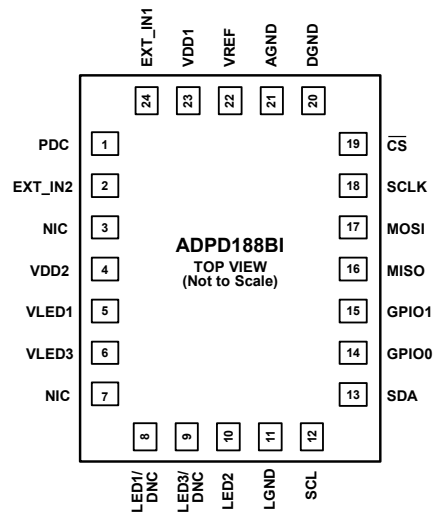 EXT_IN1
VDD1
VREF
AGND
DGND
24
23
22
21
20
PDC 1
19 CS
EXT_IN2 2
18 SCLK
NIC 3
17 MOSI
ADPD188BI
TOP VIEW
(Not to Scale)
VDD2 4
16 MISO
VLED1 5
15 GPIO1
VLED3 6
14 GPIO0
NIC 7
13 SDA
8
9
10
11
12
LED1/
DNC
LED3/
DNC
LED2
LGND
SCL